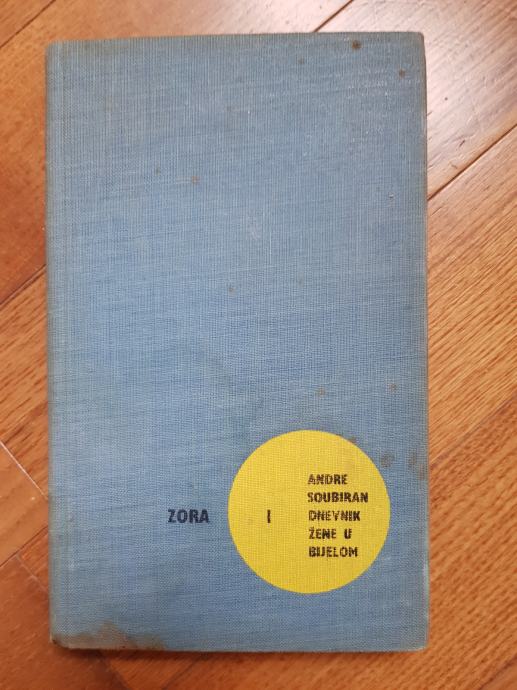 ZORA
I
ANDRE
SOUBIRAN
DNEVNIK
ŽENE U
BIJELOM